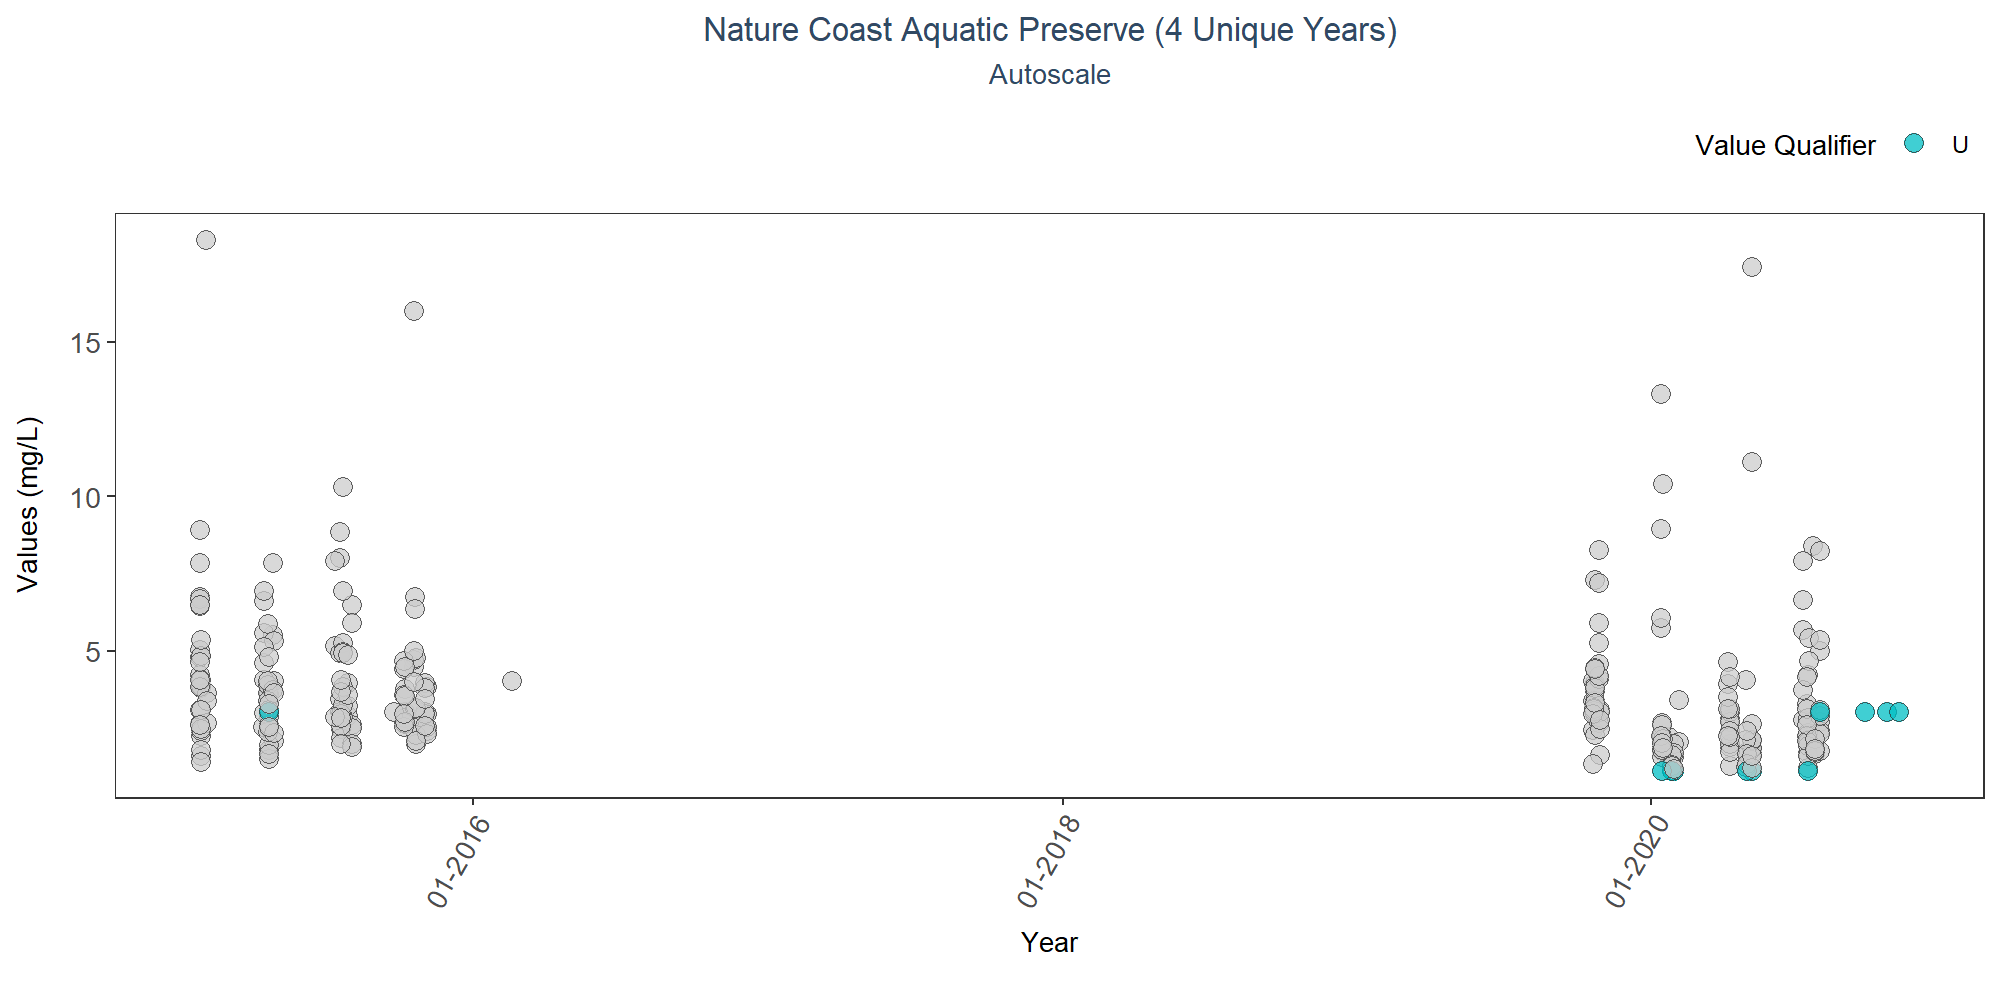 Nature Coast Aquatic Preserve (4 Unique Years)
Autoscale
Value Qualifier U
15
10
5
Values (mg/L)
01-2016
01-2018
01-2020
Year